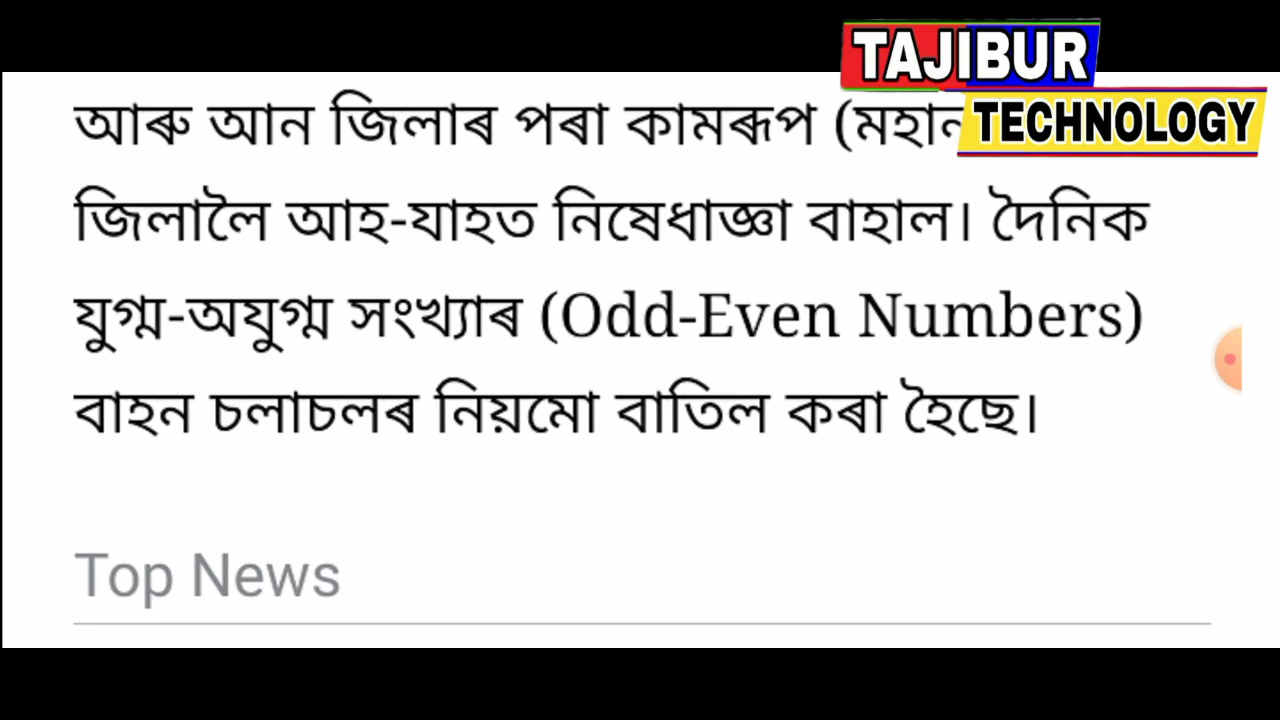 TAJIBUR
TECHNOLOGY
আৰু আন জিলাৰ পৰা কামৰূপ
জিলালৈ আহ-যাহত নিষেধাজ্ঞা বাহাল। দৈনিক
যুগ্ম-অযুগ্ম সংখ্যাৰ (Odd-Even Numbers)
বাহন চলাচলৰ নিয়মো বাতিল কৰা হৈছে।
Top News